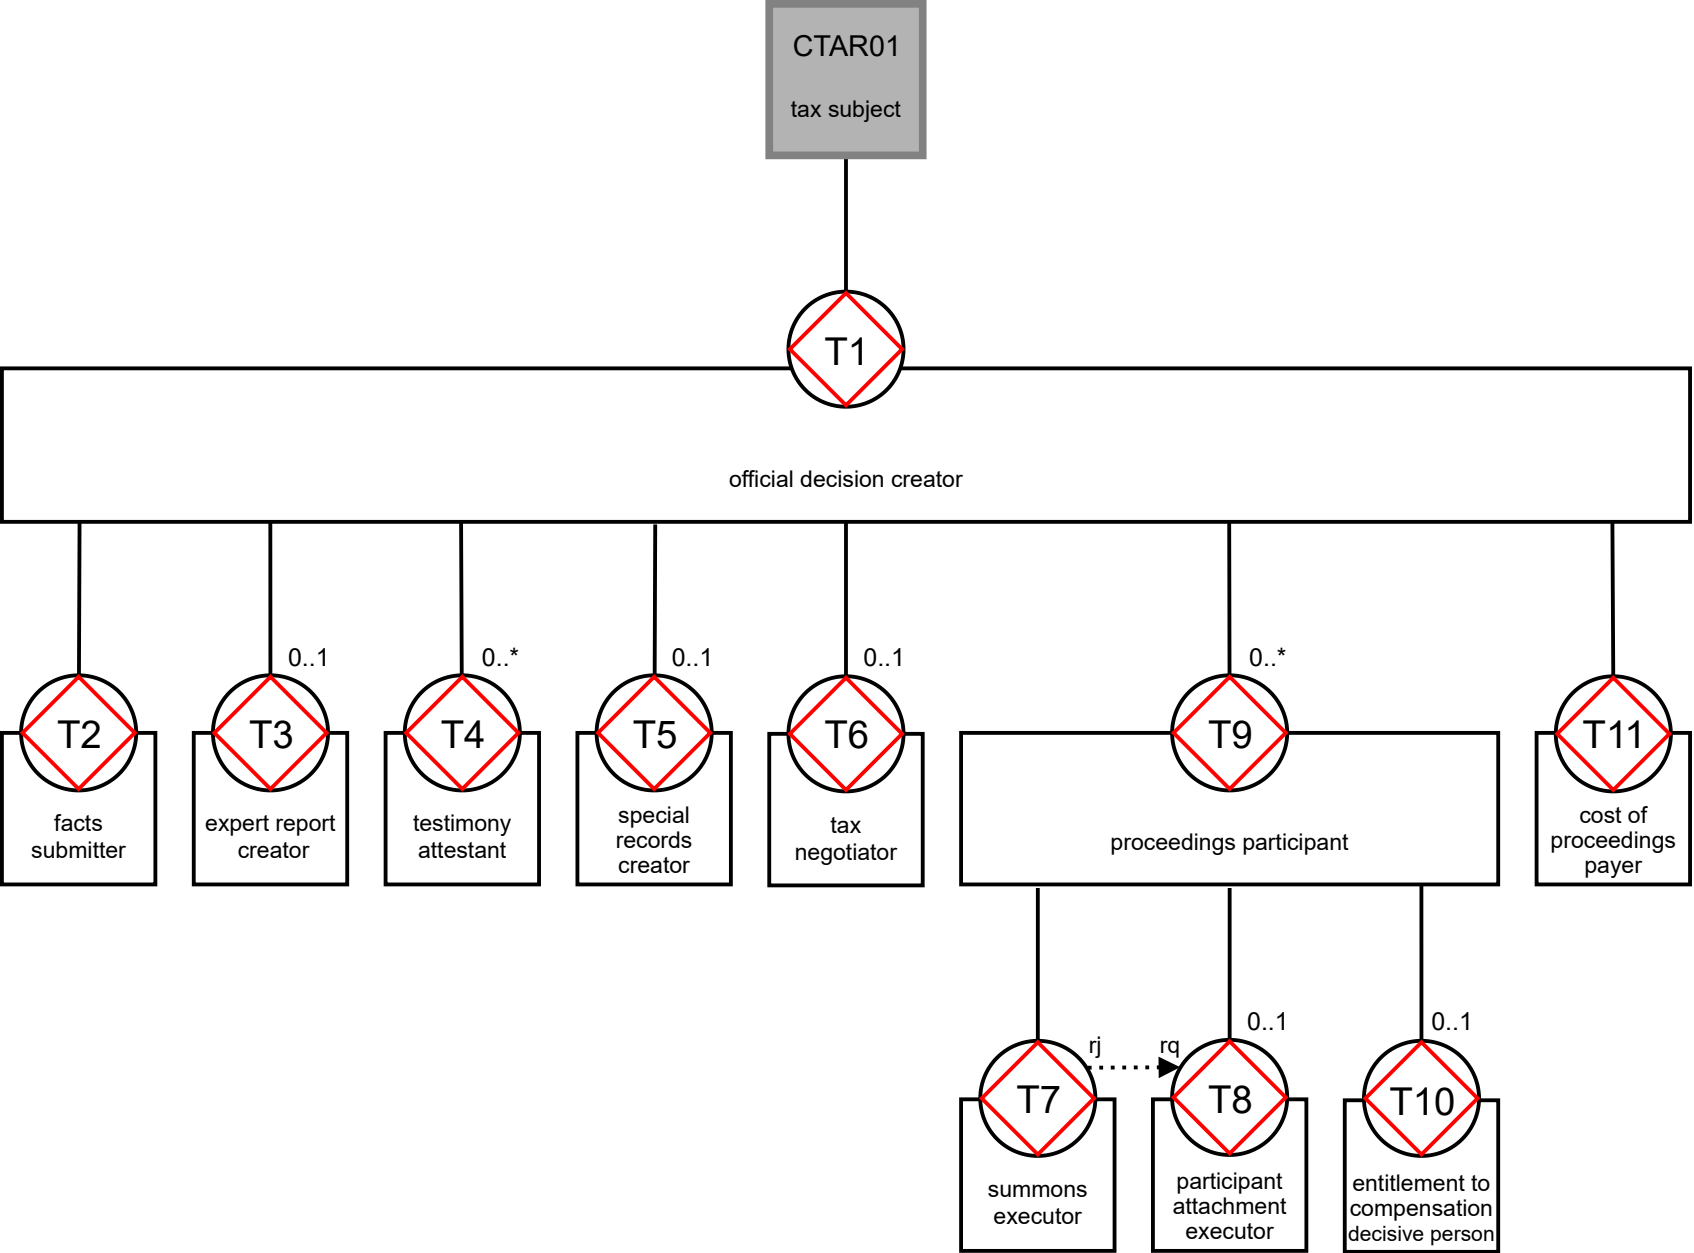 CTAR01
tax subject
T1
official decision creator
0..1
0..*
0..1
0..1
0..*
T2
T3
T4
T5
T6
T9
T11
facts
submitter
expert report
creator
testimony
attestant
special
records
creator
tax
negotiator
proceedings participant
cost of
proceedings
payer
0..1
0..1
rj
rq
T7
T8
T10
summons
executor
participant
attachment
executor
entitlement to
compensation
decisive person